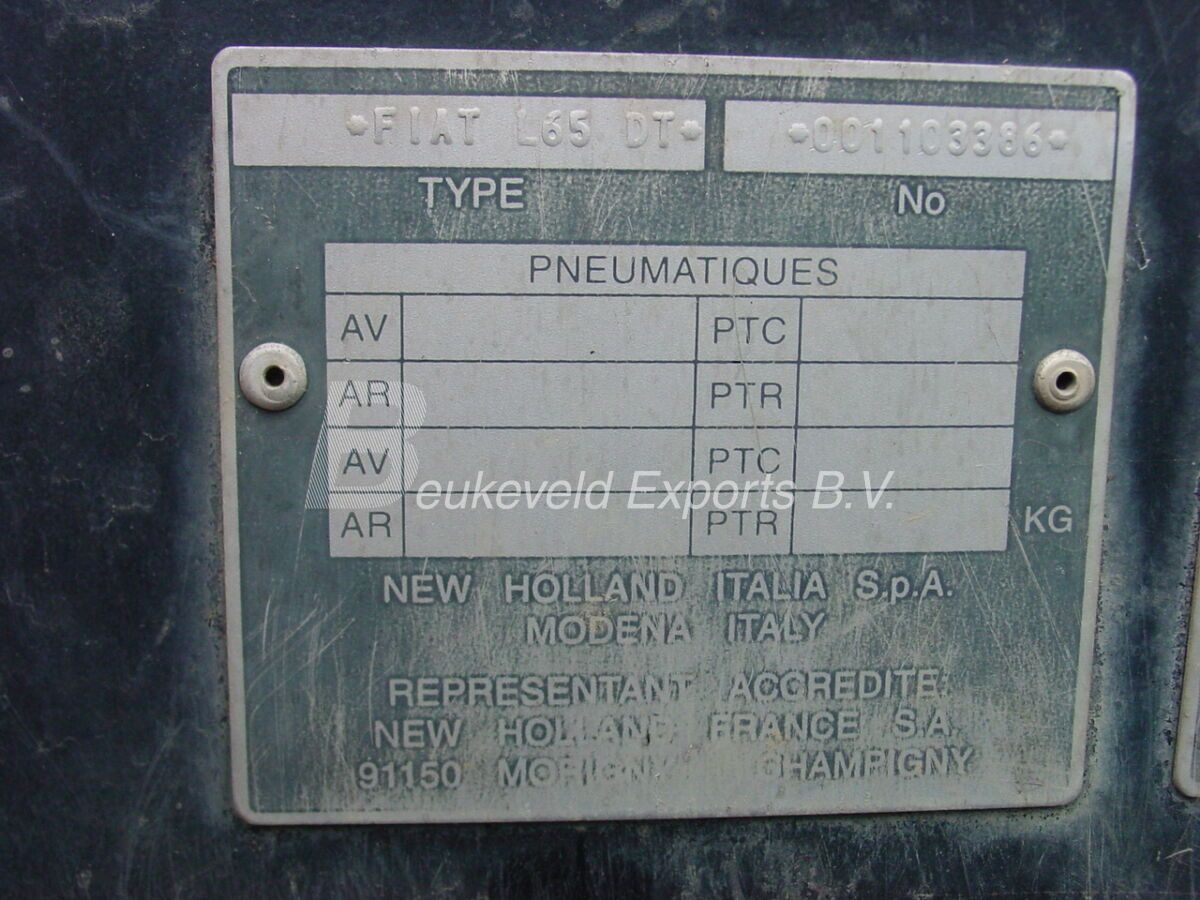 *FIAT L65 DT* *001103386*
TYPE No
PNEUMATIQUES
AV PTC
AR PTR
AV PTC
Beukeveld Exports B.V.
AR PTR KG
NEW HOLLAND ITALIA S.p.A.
MODENA ITALY
REPRESENTANT ACCREDITE:
NEW HOLLAND FRANCE S.A.
91150 MORIGNY CHAMPIGNY